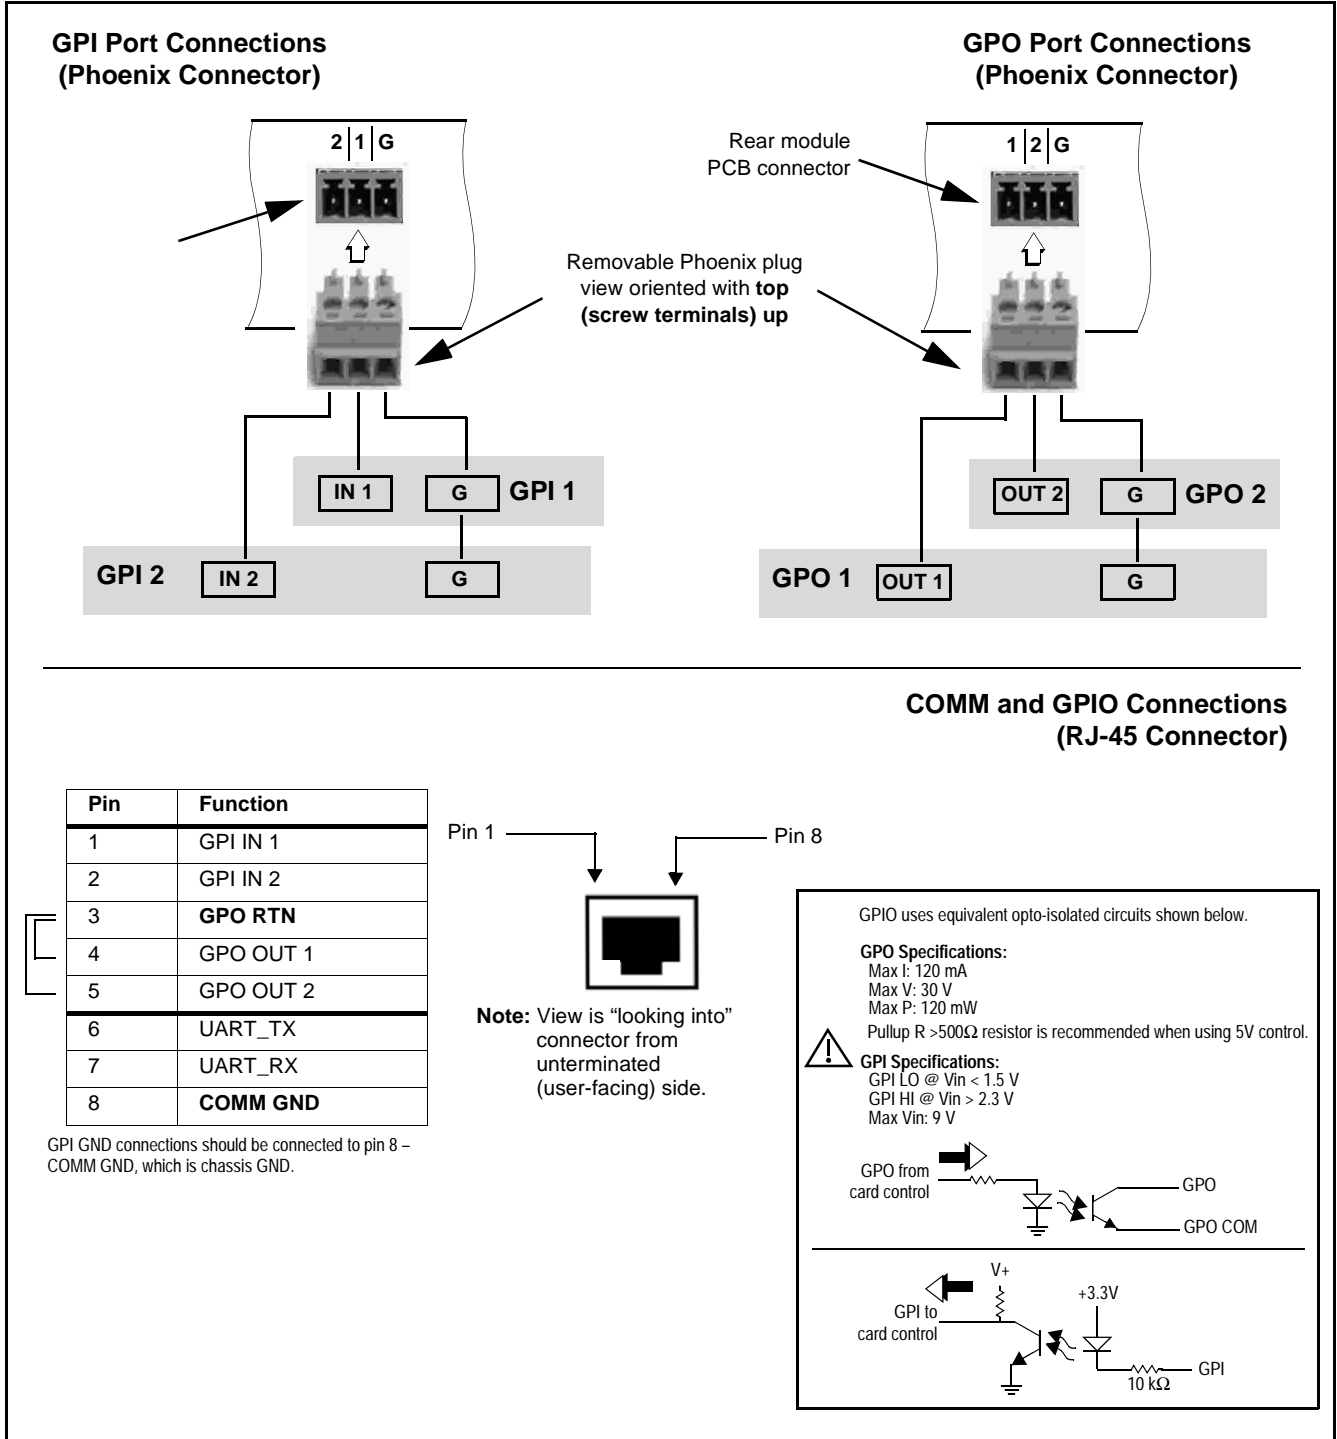 GPI Port Connections
(Phoenix Connector)
GPO Port Connections
(Phoenix Connector)
2 1 G
Rear module
PCB connector
1 2 G
Removable Phoenix plug
view oriented with top
(screw terminals) up
IN 1 G GPI 1
GPI 2 IN 2 G
OUT 2 G GPO 2
GPO 1 OUT 1 G
COMM and GPIO Connections
(RJ-45 Connector)
Pin Function
1 GPI IN 1
2 GPI IN 2
3 GPO RTN
4 GPO OUT 1
5 GPO OUT 2
6 UART_TX
7 UART_RX
8 COMM GND
GPI GND connections should be connected to pin 8 –
COMM GND, which is chassis GND.
Pin 1
Pin 8
Note: View is “looking into”
connector from
unterminated
(user-facing) side.
GPIO uses equivalent opto-isolated circuits shown below.
GPO Specifications:
Max I: 120 mA
Max V: 30 V
Max P: 120 mW
Pullup R >500Ω resistor is recommended when using 5V control.
GPI Specifications:
GPI LO @ Vin < 1.5 V
GPI HI @ Vin > 2.3 V
Max Vin: 9 V
GPO from
card control
GPO
GPO COM
V+
+3.3V
GPI to
card control
GPI
10 kΩ